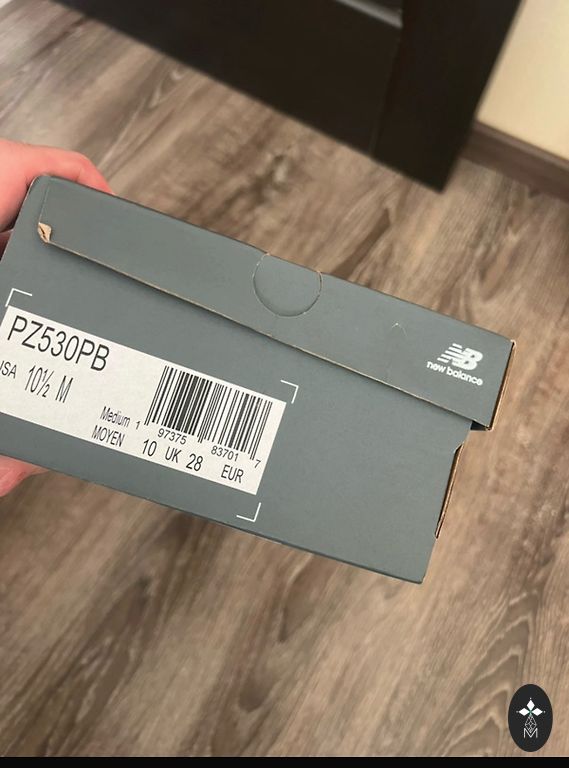 new balance
PZ530PB
USA 10½ M
Medium
MOYEN
1 97375 83701 7
10 UK 28 EUR
M